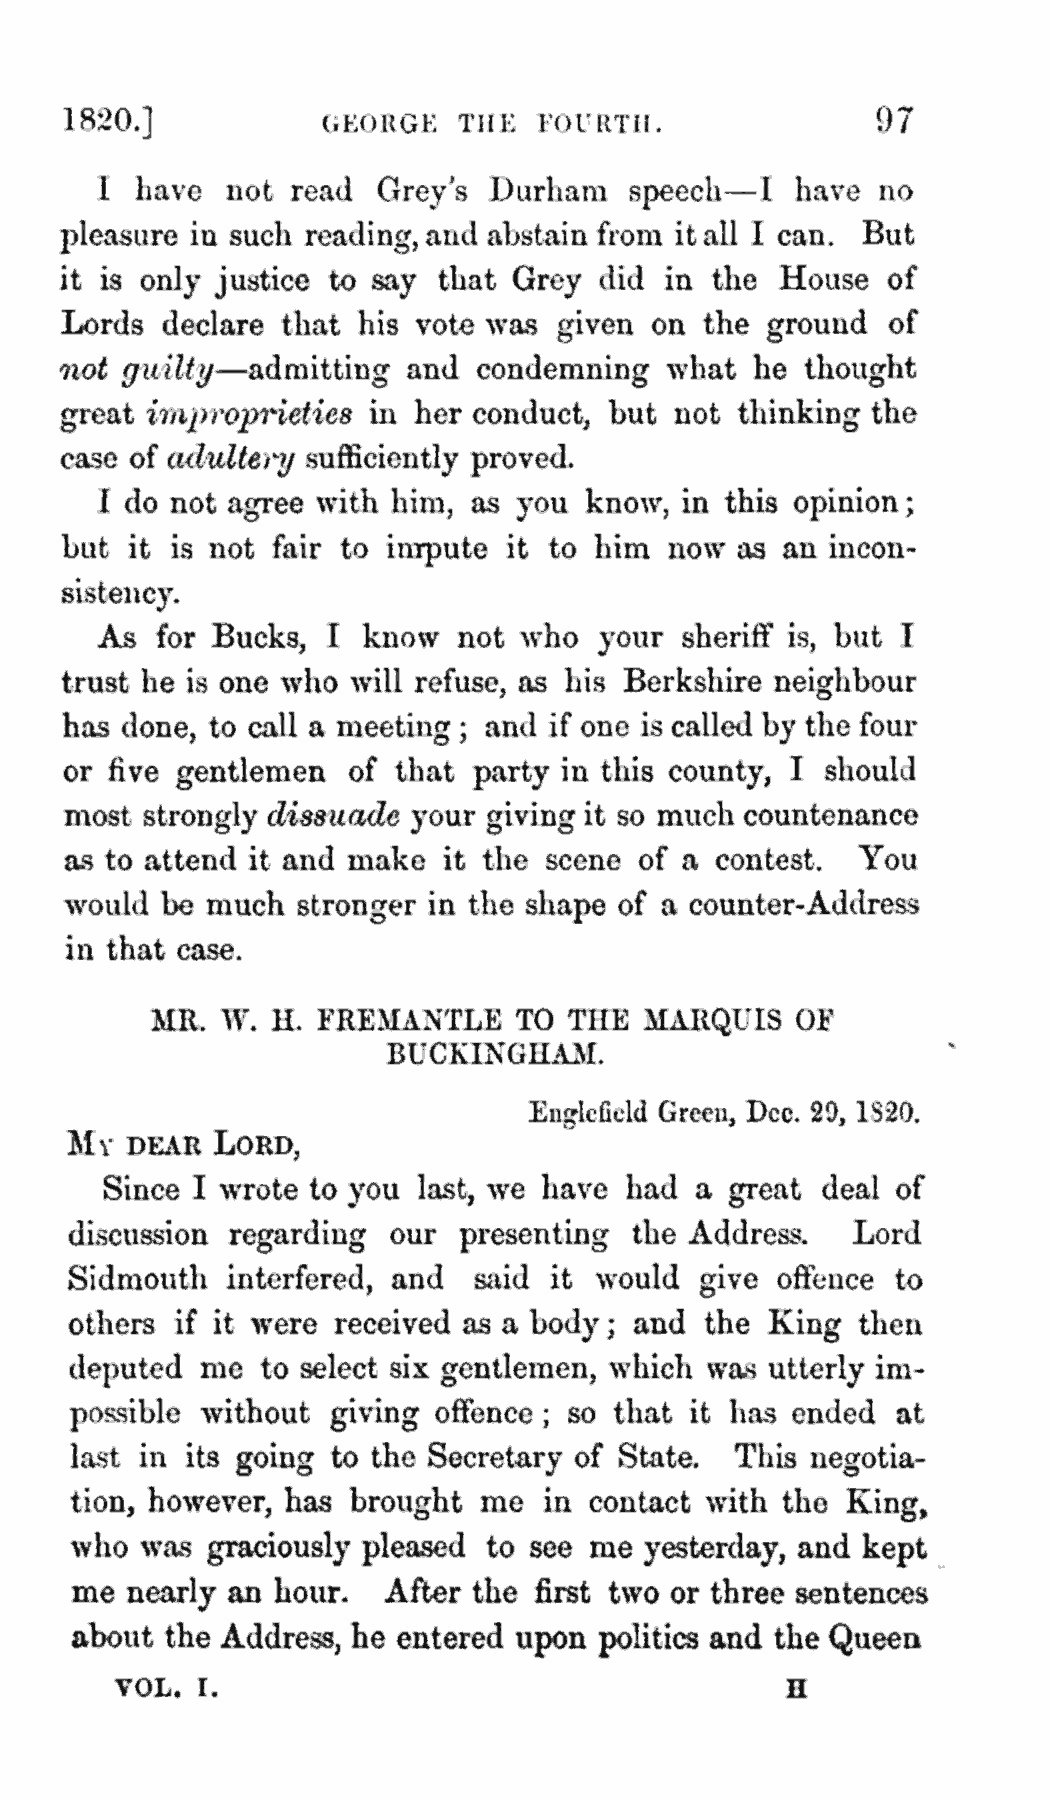 1820.] GEORGE THE FOURTH. 97
I have not read Grey's Durham speech—I have no
pleasure in such reading, and abstain from it all I can. But
it is only justice to say that Grey did in the House of
Lords declare that his vote was given on the ground of
not guilty—admitting and condemning what he thought
great improprieties in her conduct, but not thinking the
case of adultery sufficiently proved.
I do not agree with him, as you know, in this opinion;
but it is not fair to impute it to him now as an incon-
sistency.
As for Bucks, I know not who your sheriff is, but I
trust he is one who will refuse, as his Berkshire neighbour
has done, to call a meeting; and if one is called by the four
or five gentlemen of that party in this county, I should
most strongly dissuade your giving it so much countenance
as to attend it and make it the scene of a contest. You
would be much stronger in the shape of a counter-Address
in that case.
MR. W. H. FREMANTLE TO THE MARQUIS OF
BUCKINGHAM.
Englefield Green, Dec. 29, 1820.
MY DEAR LORD,
Since I wrote to you last, we have had a great deal of
discussion regarding our presenting the Address. Lord
Sidmouth interfered, and said it would give offence to
others if it were received as a body; and the King then
deputed me to select six gentlemen, which was utterly im-
possible without giving offence; so that it has ended at
last in its going to the Secretary of State. This negotia-
tion, however, has brought me in contact with the King,
who was graciously pleased to see me yesterday, and kept
me nearly an hour. After the first two or three sentences
about the Address, he entered upon politics and the Queen
VOL. I. H